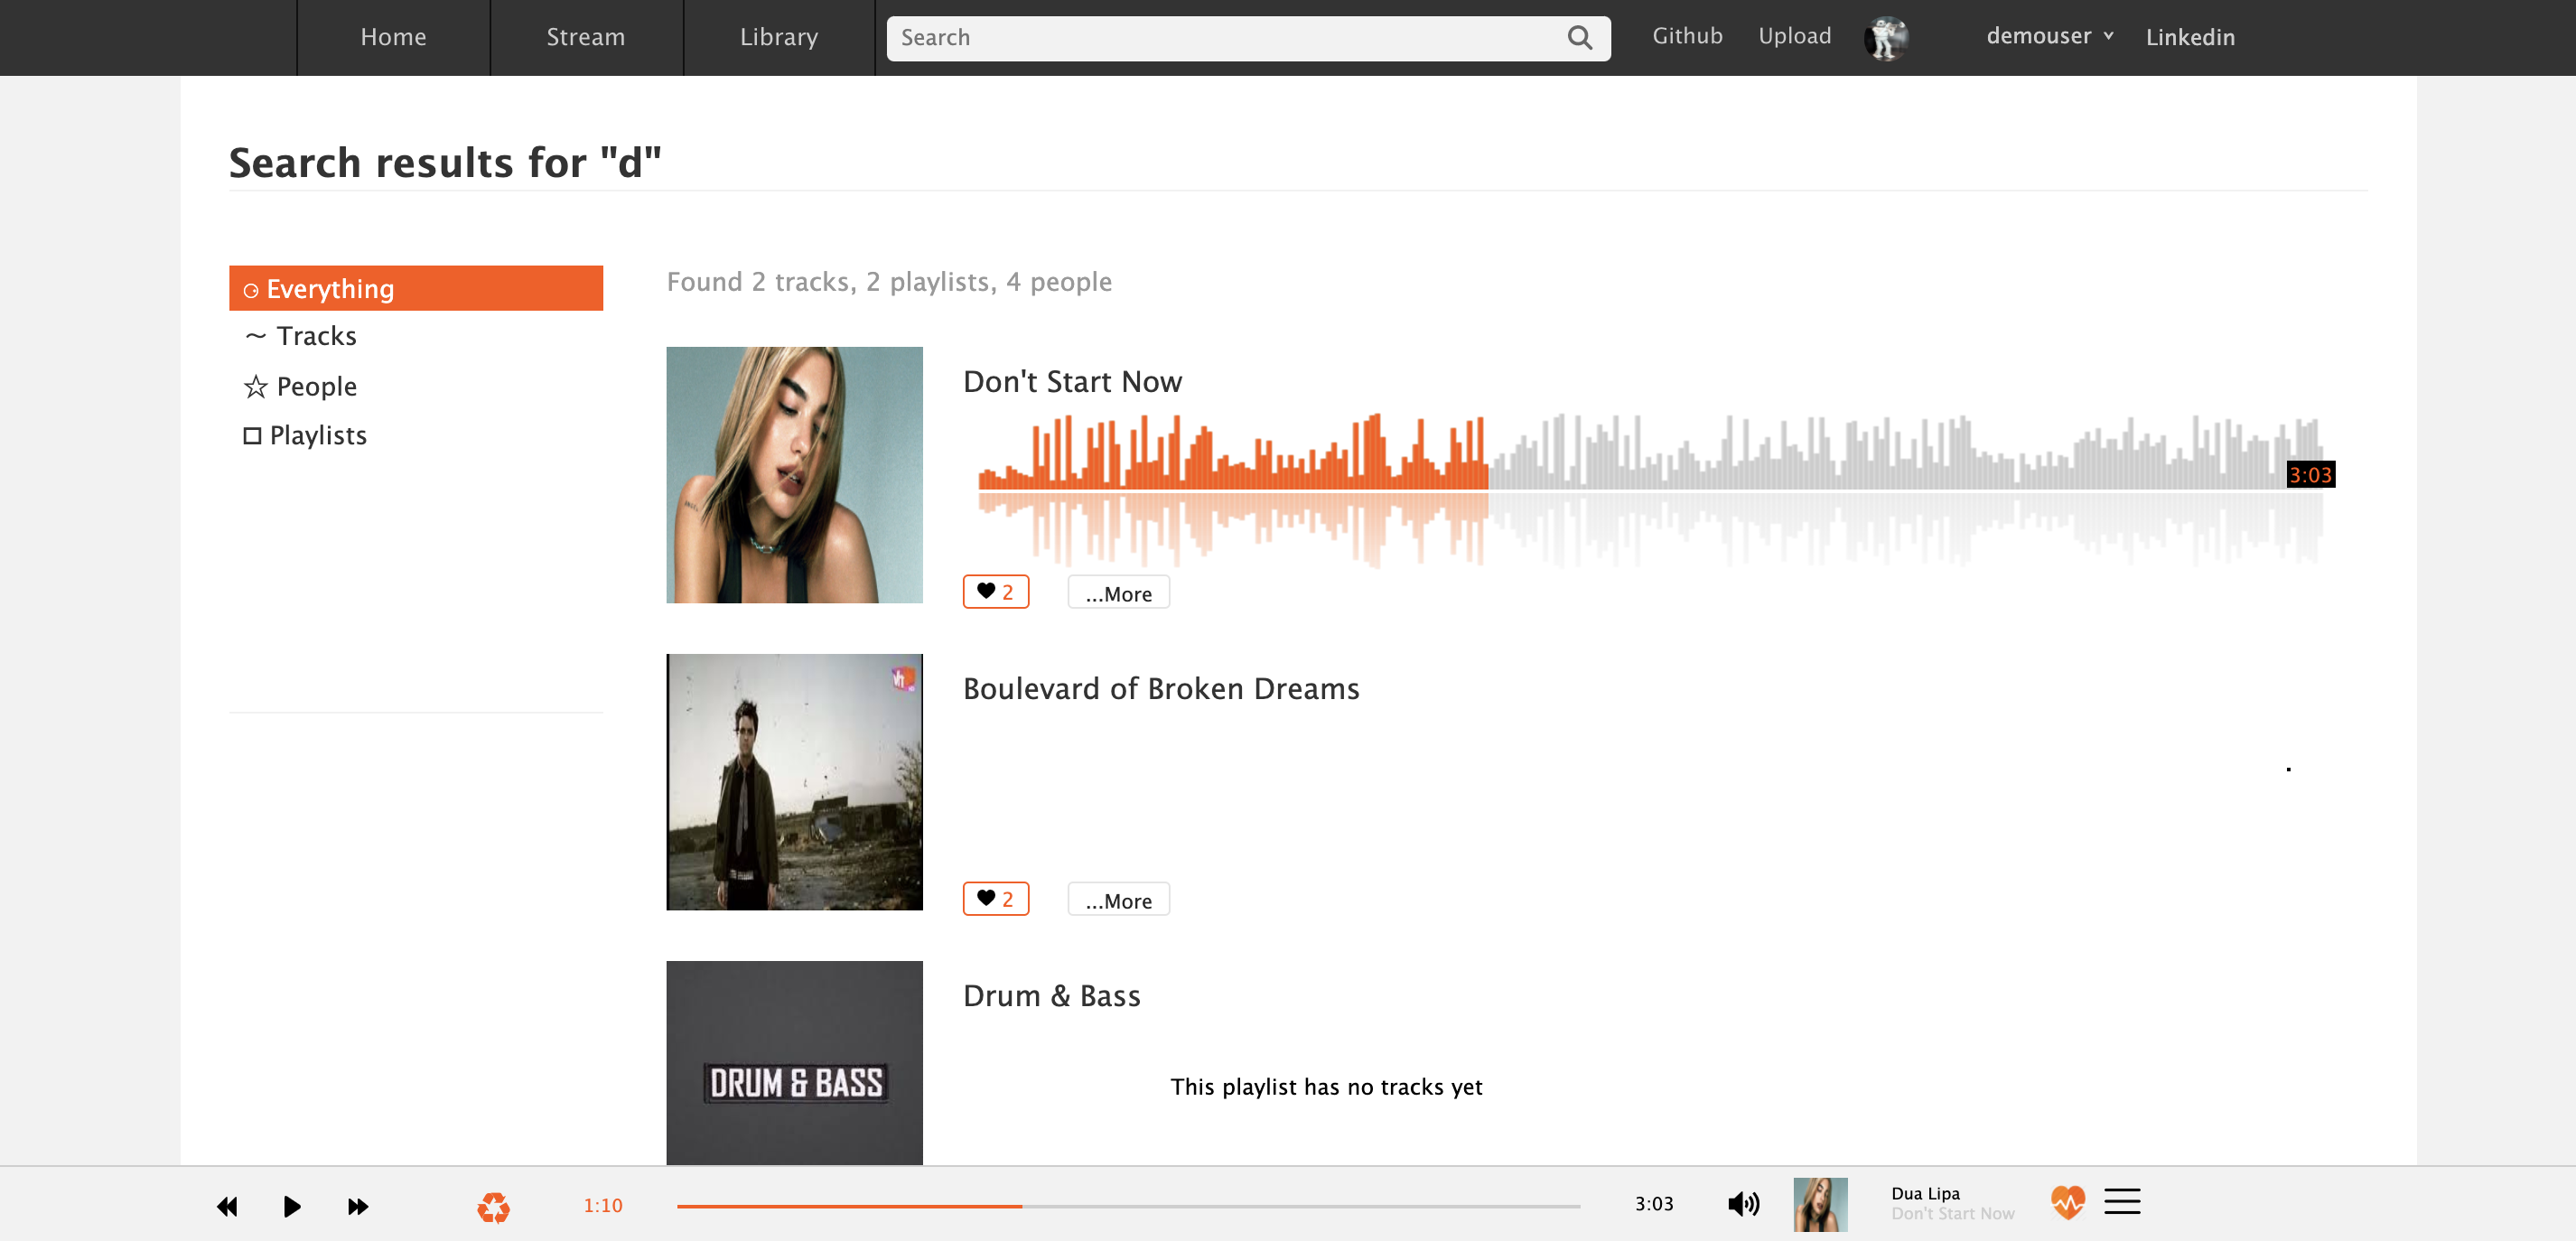 Home
Stream
Library
Search
Github
Upload
demouser
Linkedin
Search results for "d"
Everything
~ Tracks
☆ People
Playlists
Found 2 tracks, 2 playlists, 4 people
Don't Start Now
3:03
2
...More
vh1
Boulevard of Broken Dreams
2
...More
Drum & Bass
DRUM & BASS
This playlist has no tracks yet
1:10
3:03
Dua Lipa
Don't Start Now